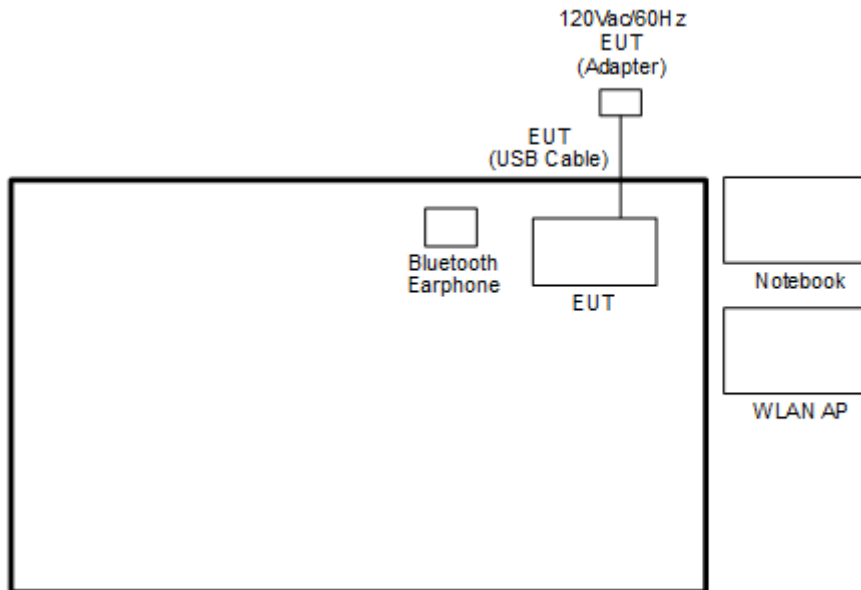 120Vac/60Hz
EUT
(Adapter)
EUT
(USB Cable)
Bluetooth
Earphone
EUT
Notebook
WLAN AP